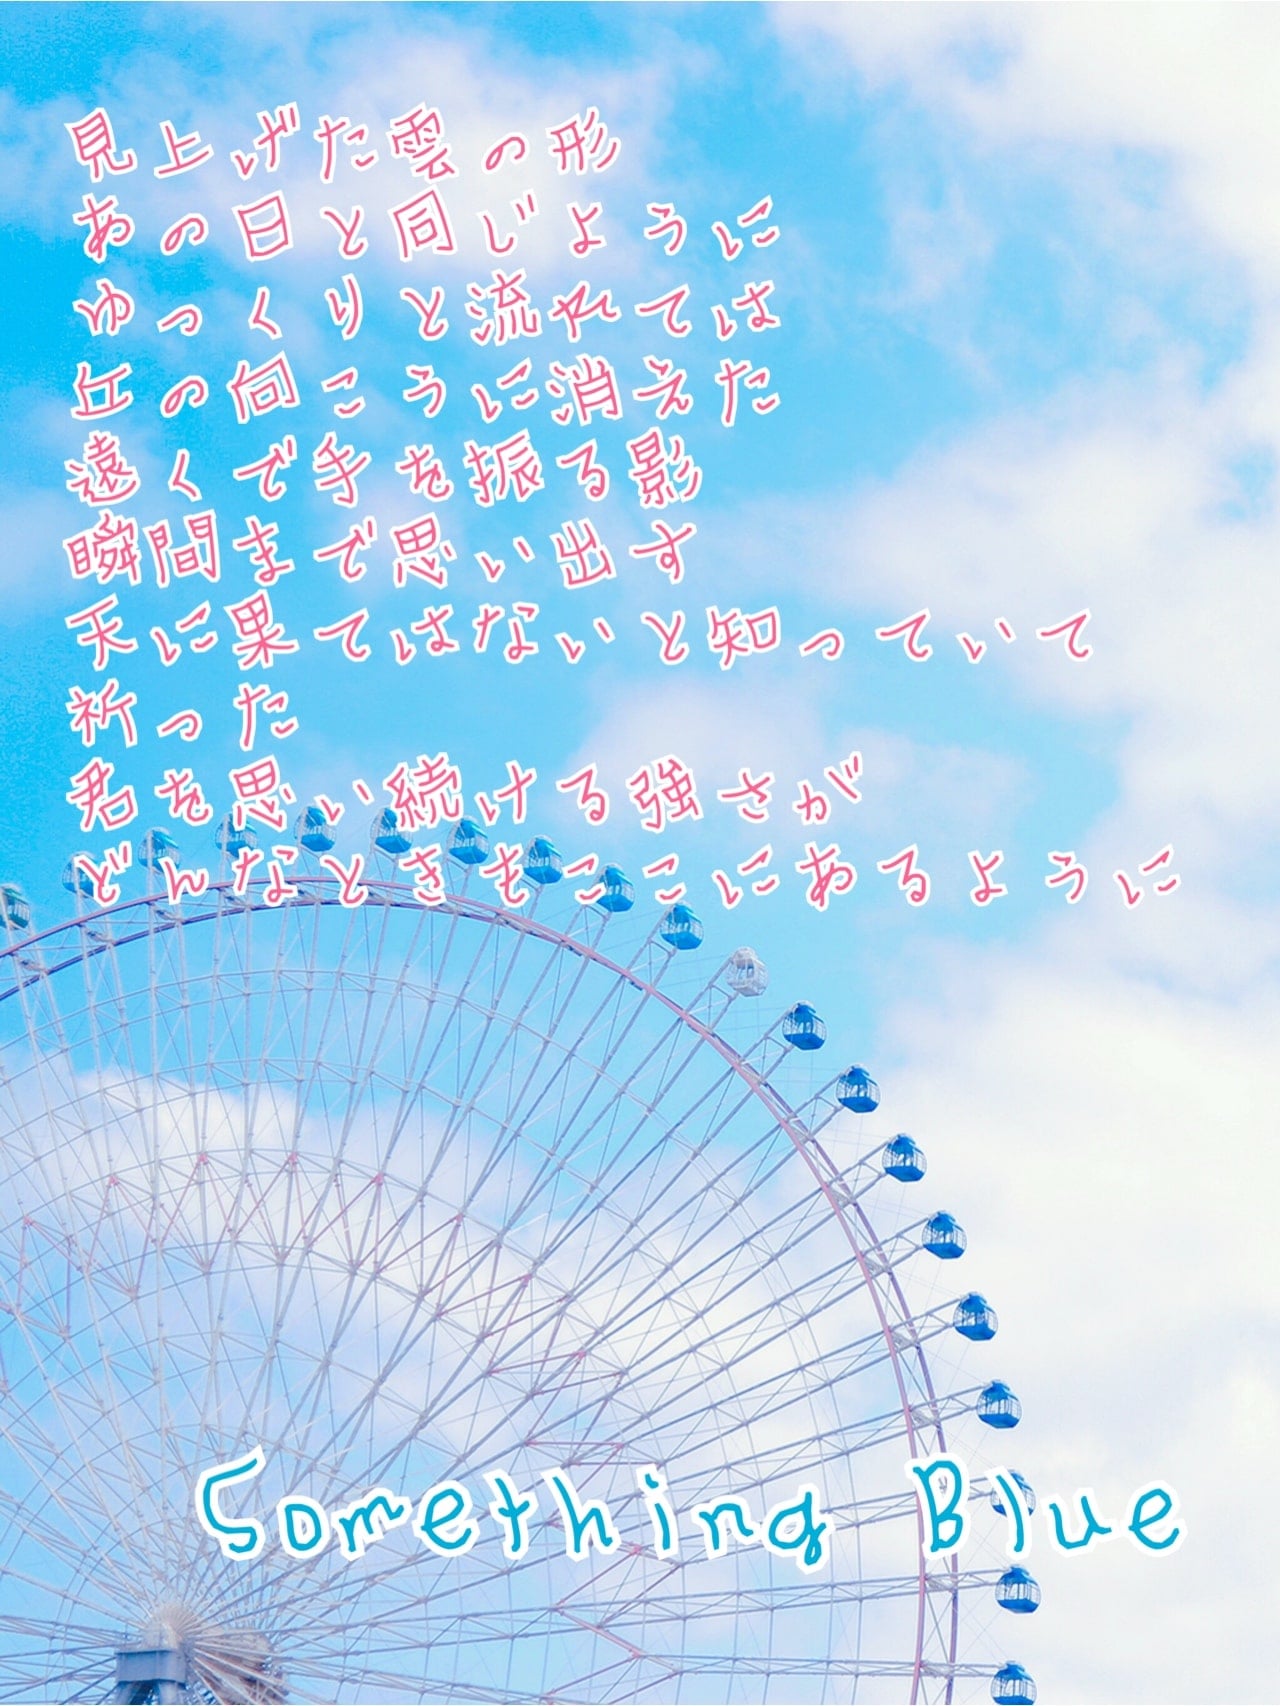 見上げた雲の形
あの日と同じように
ゆっくりと流れては
丘の向こうに消えた
遠くで手を振る影
瞬間まで思い出す
天に果てはないと知っていて
祈った
君を思い続ける強さが
どんなときもここにあるように
Something Blue